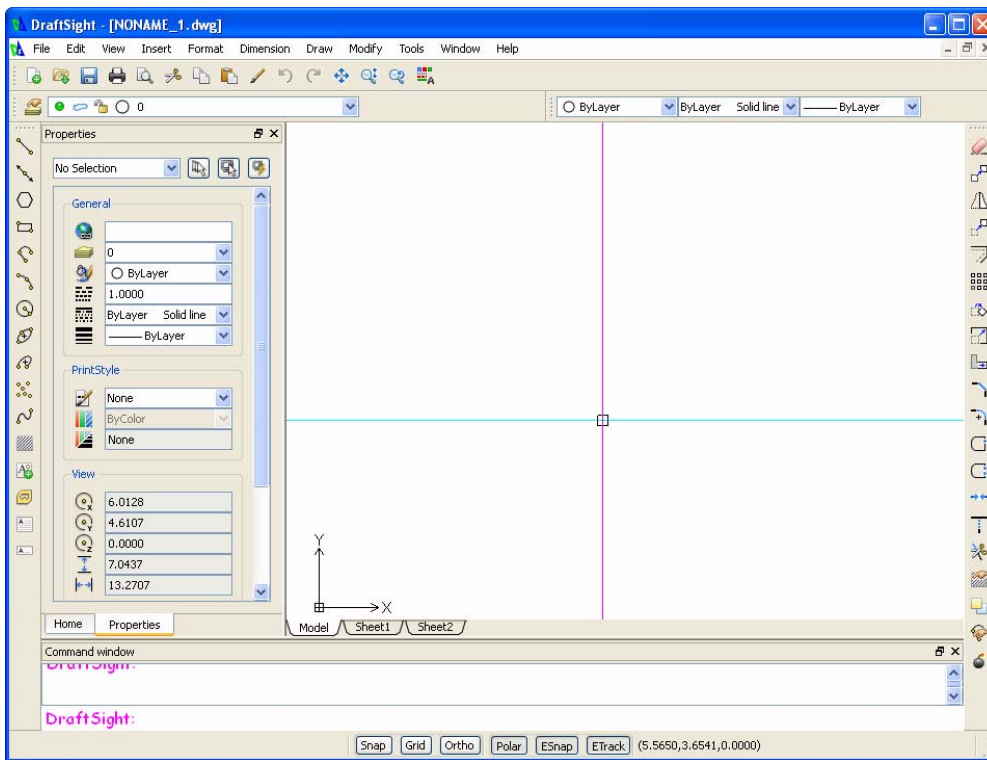 DraftSight - [NONAME_1.dwg]
File Edit View Insert Format Dimension Draw Modify Tools Window Help
0 ByLayer ByLayer Solid line ByLayer
Properties
No Selection
General
0
ByLayer
1.0000
ByLayer Solid line
ByLayer
PrintStyle
None
ByColor
None
View
6.0128
4.6107
0.0000
7.0437
13.2707
Home Properties
Y
X
Model Sheet1 Sheet2
Command window
DraftSight:
DraftSight:
Snap Grid Ortho Polar ESnap ETrack (5.5650,3.6541,0.0000)